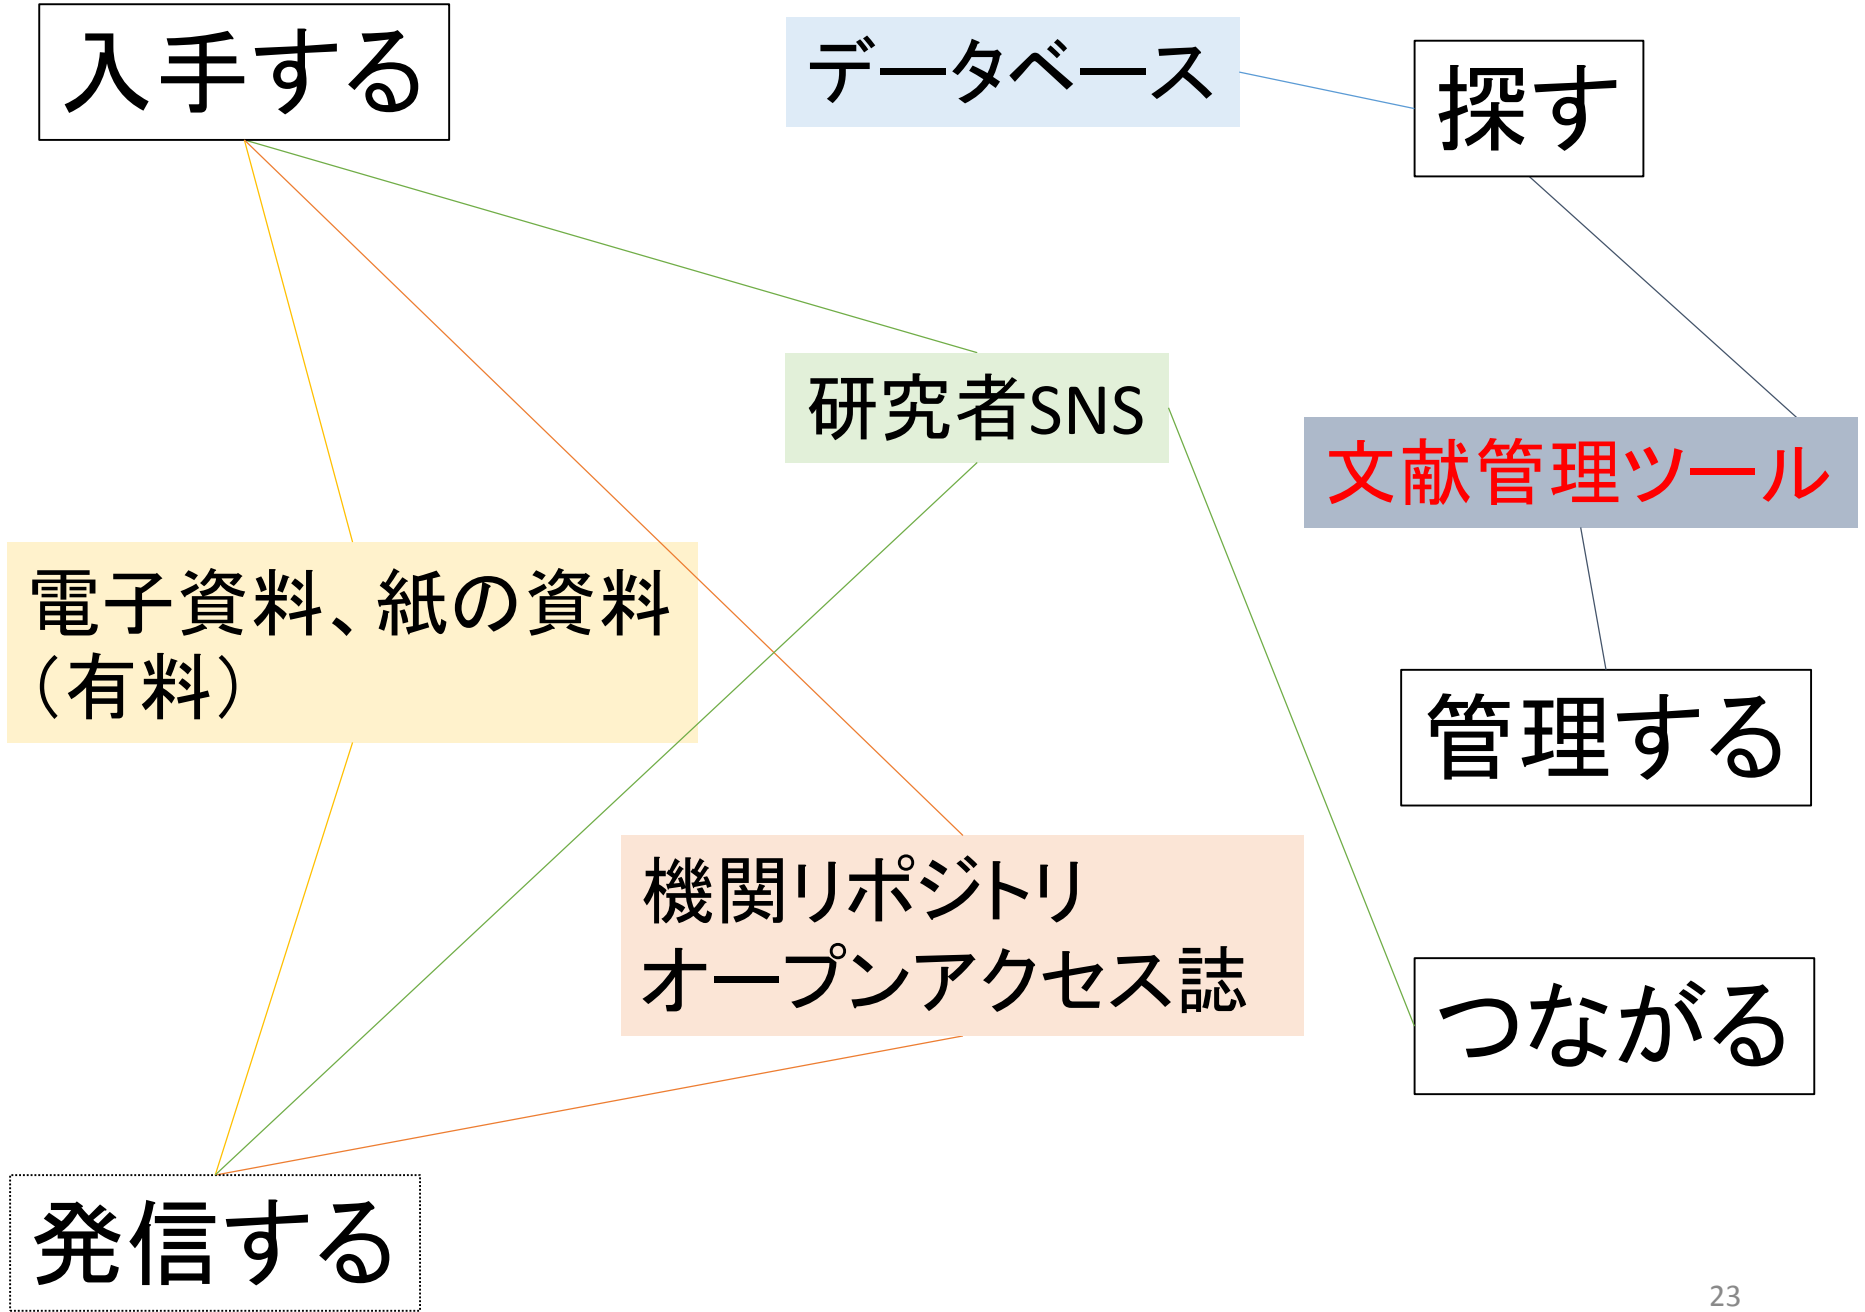 入手する
データベース
探す
研究者SNS
文献管理ツール
電子資料、紙の資料
（有料）
管理する
機関リポジトリ
オープンアクセス誌
つながる
発信する
23